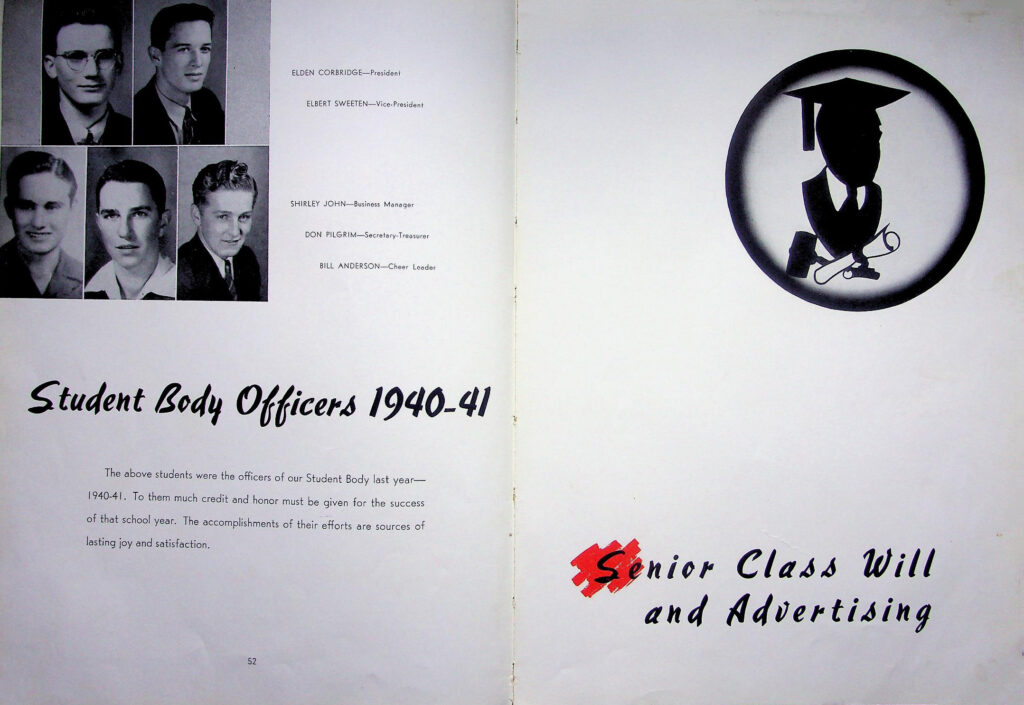 ELDEN CORBRIDGE—President
ELBERT SWEETEN—Vice-President
SHIRLEY JOHN—Business Manager
DON PILGRIM—Secretary-Treasurer
BILL ANDERSON—Cheer Leader
Student Body Officers 1940-41
The above students were the officers of our Student Body last year—
1940-41. To them much credit and honor must be given for the success
of that school year. The accomplishments of their efforts are sources of
lasting joy and satisfaction.
52
Senior Class Will
and Advertising